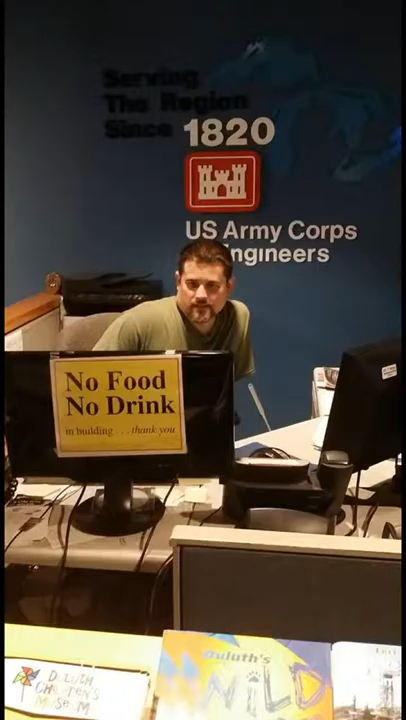 Serving
The Region
Since 1820
US Army Corps
Engineers
No Food
No Drink
in building . . . thank you
Duluth's
WILD
DULUTH
CHILDREN'S
MUSEUM